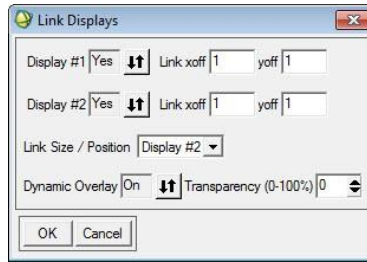 Link Displays
Display #1 Yes Link xoff 1 yoff 1
Display #2 Yes Link xoff 1 yoff 1
Link Size / Position Display #2
Dynamic Overlay On Transparency (0-100%) 0
OK Cancel